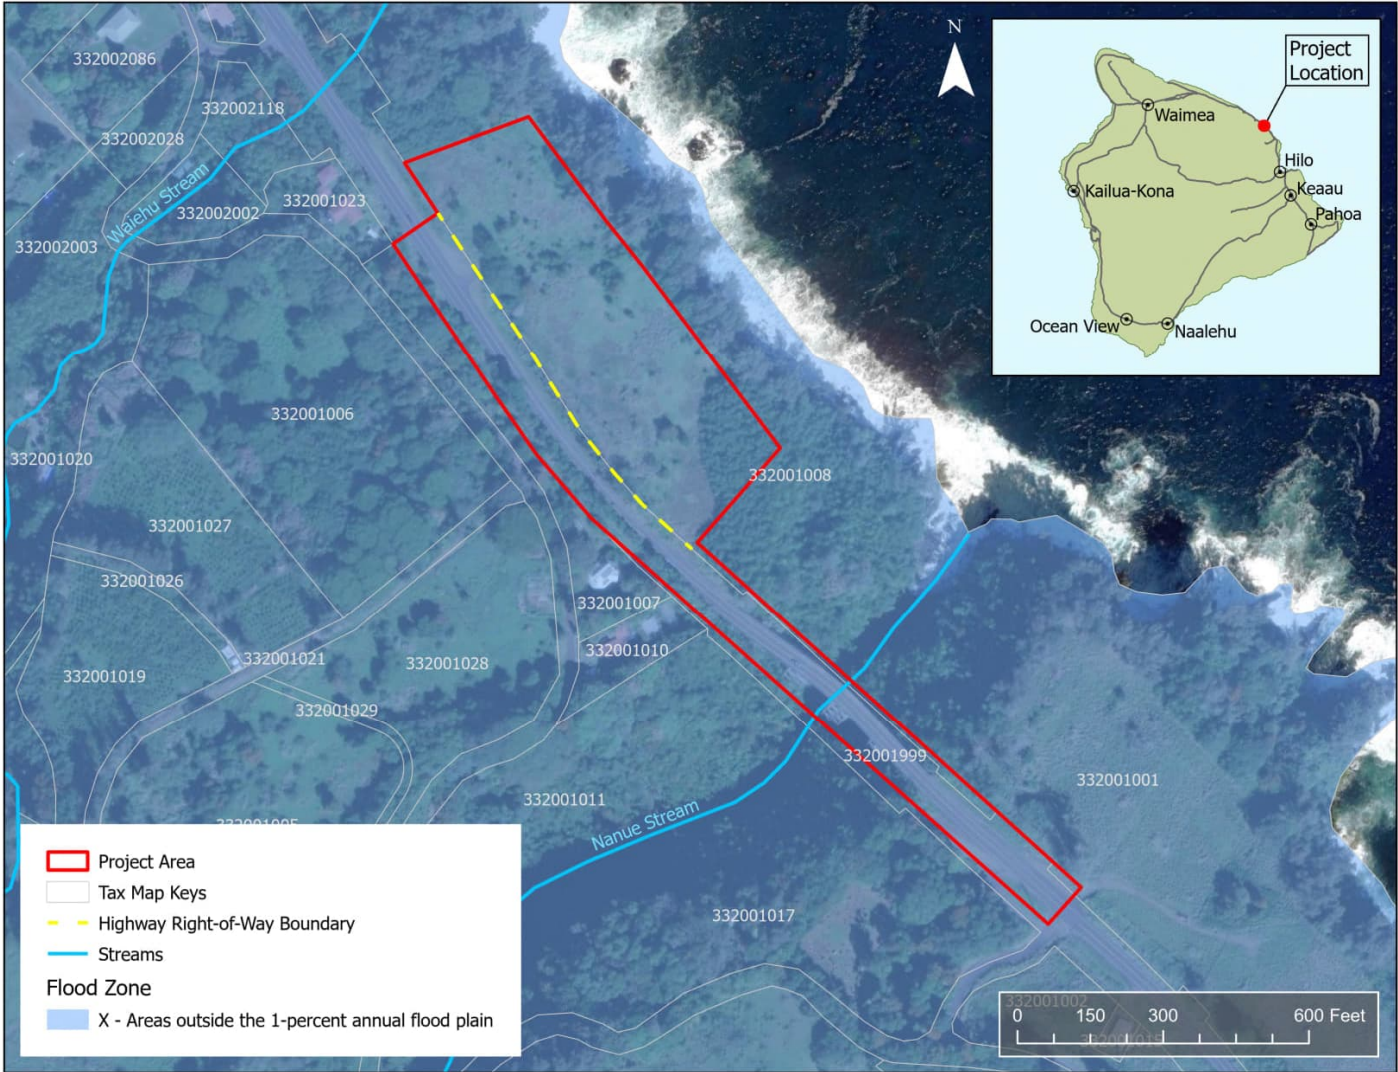 N
Project
Location
Waimea
Hilo
Keaau
Kailua-Kona
Pahoa
Ocean View
Naalehu
332002086
332002118
332002028
Waiehu Stream
332001023
332002002
332002003
332001006
332001020
332001008
332001027
332001026
332001007
332001010
332001021
332001028
332001019
332001029
332001999
332001001
332001011
Nanue Stream
332001017
332001002
Project Area
Tax Map Keys
Highway Right-of-Way Boundary
Streams
Flood Zone
X - Areas outside the 1-percent annual flood plain
0 150 300 600 Feet